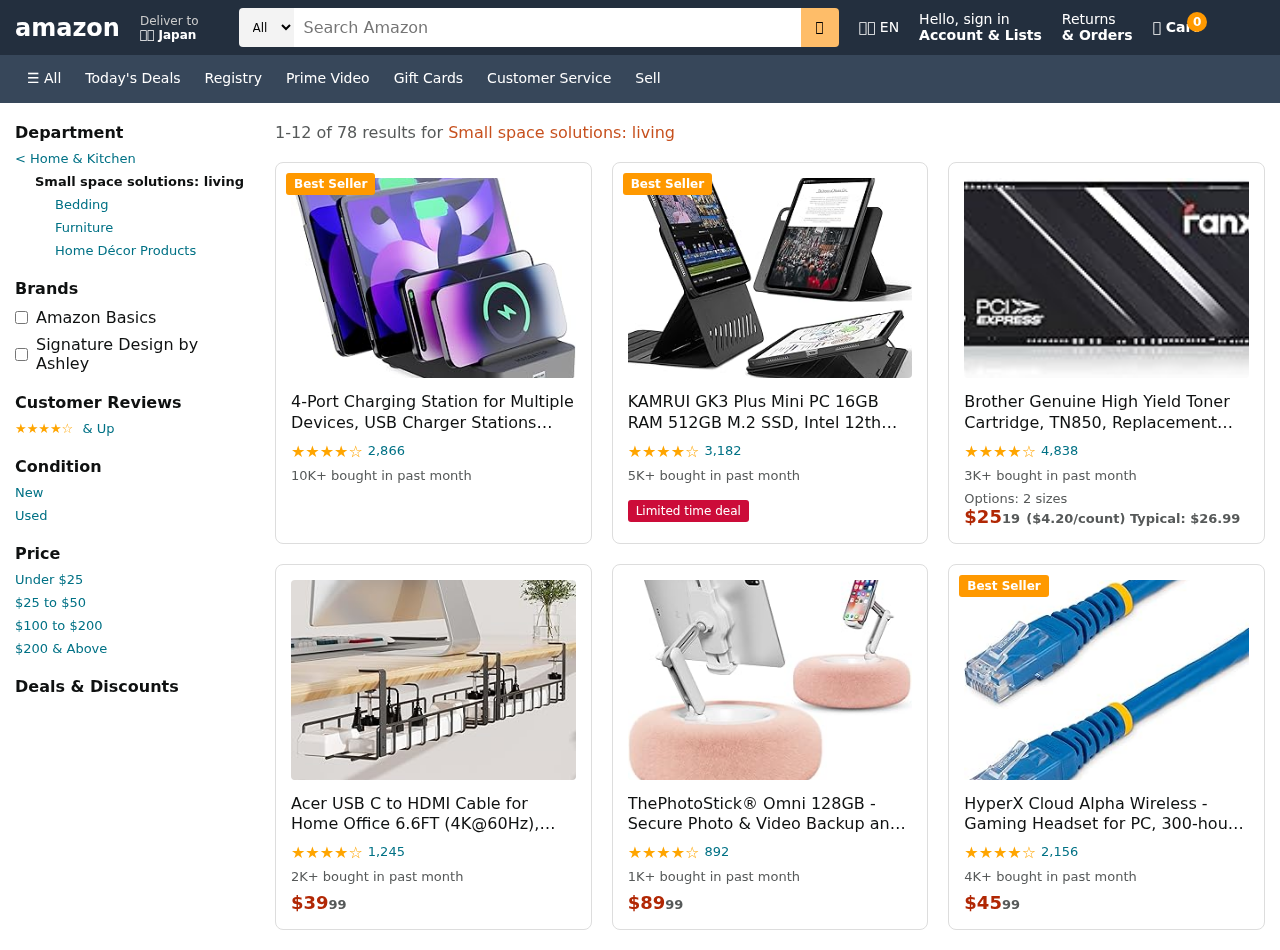 amazon
Deliver to
Japan
All
Search Amazon
EN
Hello, sign in
Account & Lists
Returns
& Orders
0
☰ All
Today's Deals
Registry
Prime Video
Gift Cards
Customer Service
Sell
Department
< Home & Kitchen
Small space solutions: living
Bedding
Furniture
Home Décor Products
Brands
Amazon Basics
Signature Design by
Ashley
Customer Reviews
★★★★☆ & Up
Condition
New
Used
Price
Under $25
$25 to $50
$100 to $200
$200 & Above
Deals & Discounts
1-12 of 78 results for Small space solutions: living
Best Seller
4-Port Charging Station for Multiple
Devices, USB Charger Stations…
★★★★☆ 2,866
10K+ bought in past month
Best Seller
KAMRUI GK3 Plus Mini PC 16GB
RAM 512GB M.2 SSD, Intel 12th…
★★★★☆ 3,182
5K+ bought in past month
Limited time deal
ranx
PCI
EXPRESS
Brother Genuine High Yield Toner
Cartridge, TN850, Replacement…
★★★★☆ 4,838
3K+ bought in past month
Options: 2 sizes
$25 19 ($4.20/count) Typical: $26.99
Acer USB C to HDMI Cable for
Home Office 6.6FT (4K@60Hz),…
★★★★☆ 1,245
2K+ bought in past month
$39 99
ThePhotoStick® Omni 128GB -
Secure Photo & Video Backup an…
★★★★☆ 892
1K+ bought in past month
$89 99
Best Seller
StarTech
StarTech
HyperX Cloud Alpha Wireless -
Gaming Headset for PC, 300-hou…
★★★★☆ 2,156
4K+ bought in past month
$45 99